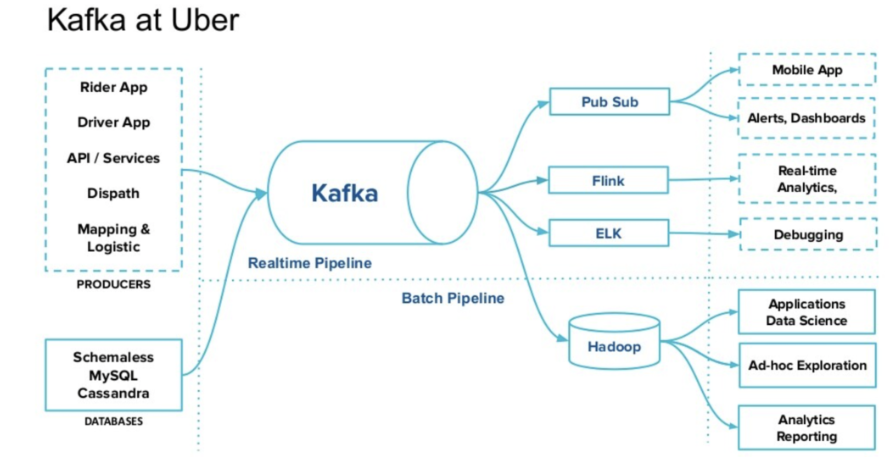 Kafka at Uber
Rider App
Driver App
API / Services
Dispath
Mapping &
Logistic
PRODUCERS
Schemaless
MySQL
Cassandra
DATABASES
Kafka
Realtime Pipeline
Batch Pipeline
Pub Sub
Flink
ELK
Hadoop
Mobile App
Alerts, Dashboards
Real-time
Analytics,
Debugging
Applications
Data Science
Ad-hoc Exploration
Analytics
Reporting